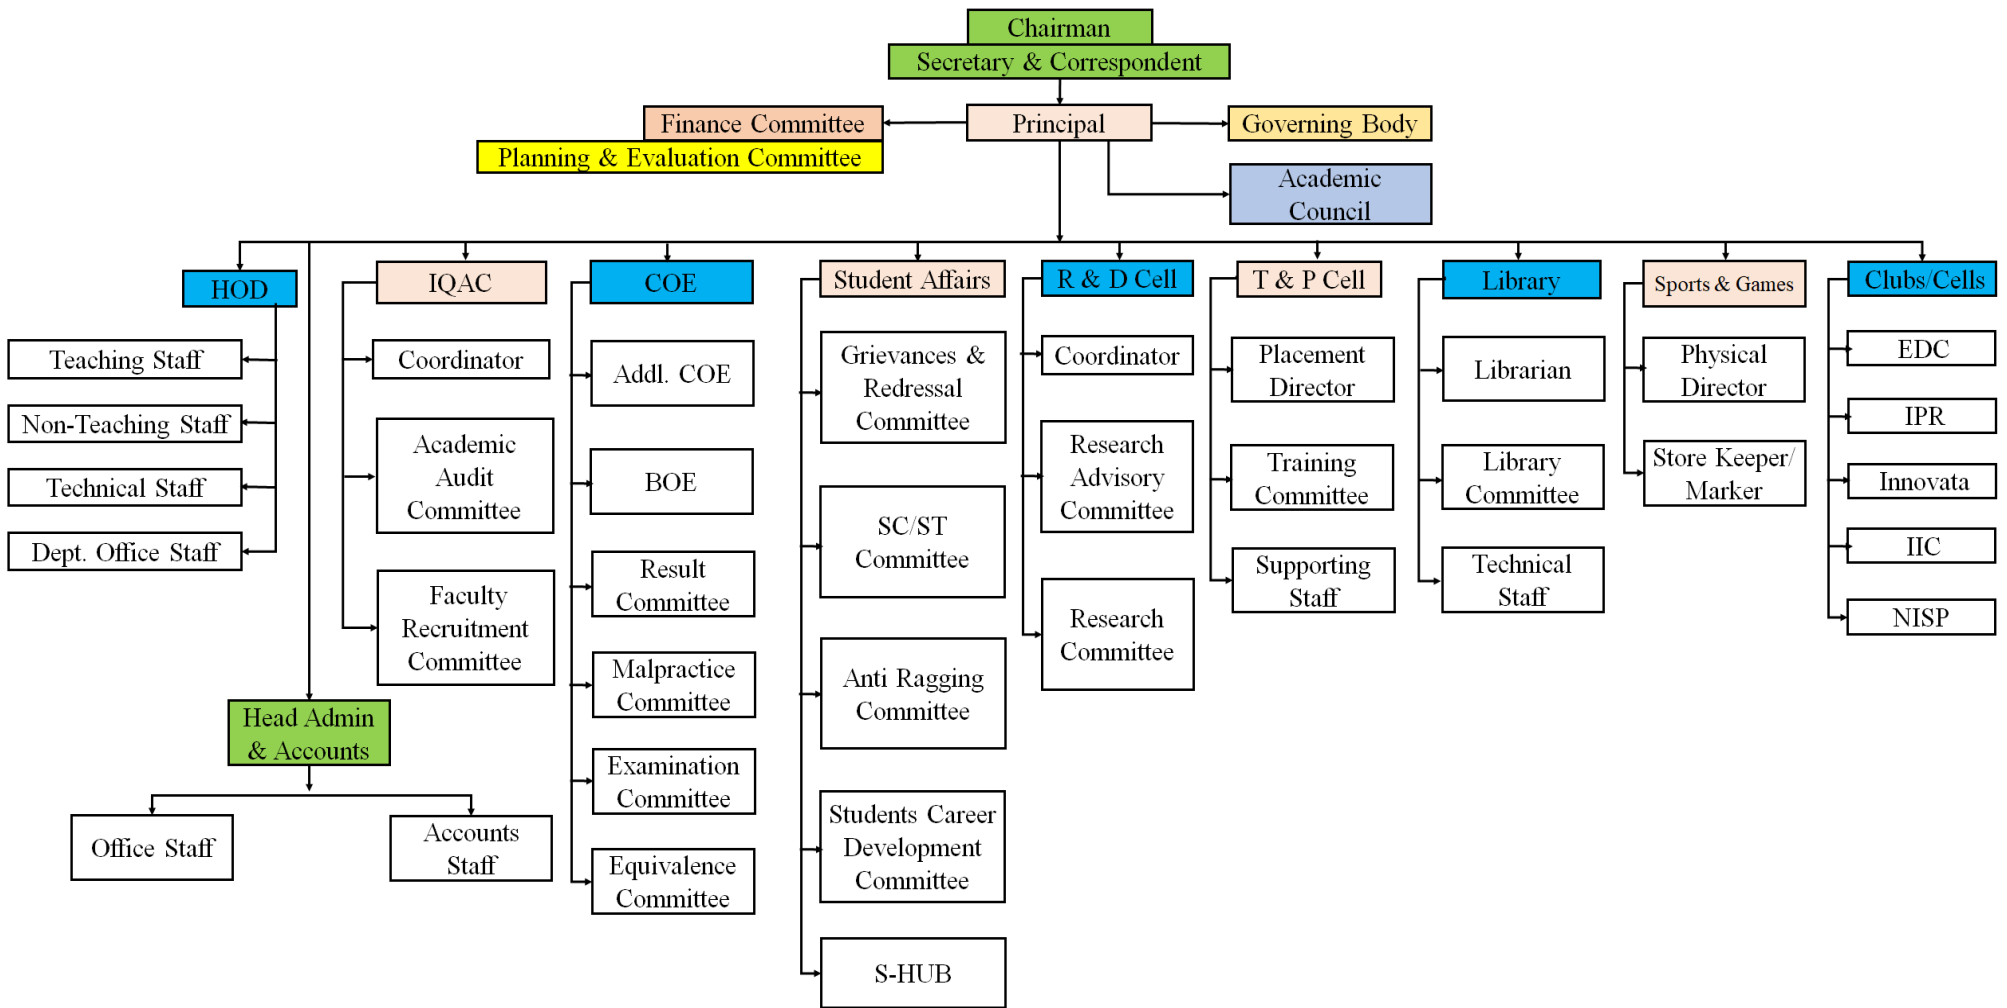 Chairman
Secretary & Correspondent
Finance Committee
Principal
Governing Body
Planning & Evaluation Committee
Academic
Council
HOD
Teaching Staff
Non-Teaching Staff
Technical Staff
Dept. Office Staff
Head Admin
& Accounts
Office Staff
Accounts
Staff
IQAC
Coordinator
Academic
Audit
Committee
Faculty
Recruitment
Committee
COE
Addl. COE
BOE
Result
Committee
Malpractice
Committee
Examination
Committee
Equivalence
Committee
Student Affairs
Grievances &
Redressal
Committee
SC/ST
Committee
Anti Ragging
Committee
Students Career
Development
Committee
S-HUB
R & D Cell
Coordinator
Research
Advisory
Committee
Research
Committee
T & P Cell
Placement
Director
Training
Committee
Supporting
Staff
Library
Librarian
Library
Committee
Technical
Staff
Sports & Games
Physical
Director
Store Keeper/
Marker
Clubs/Cells
EDC
IPR
Innovata
IIC
NISP